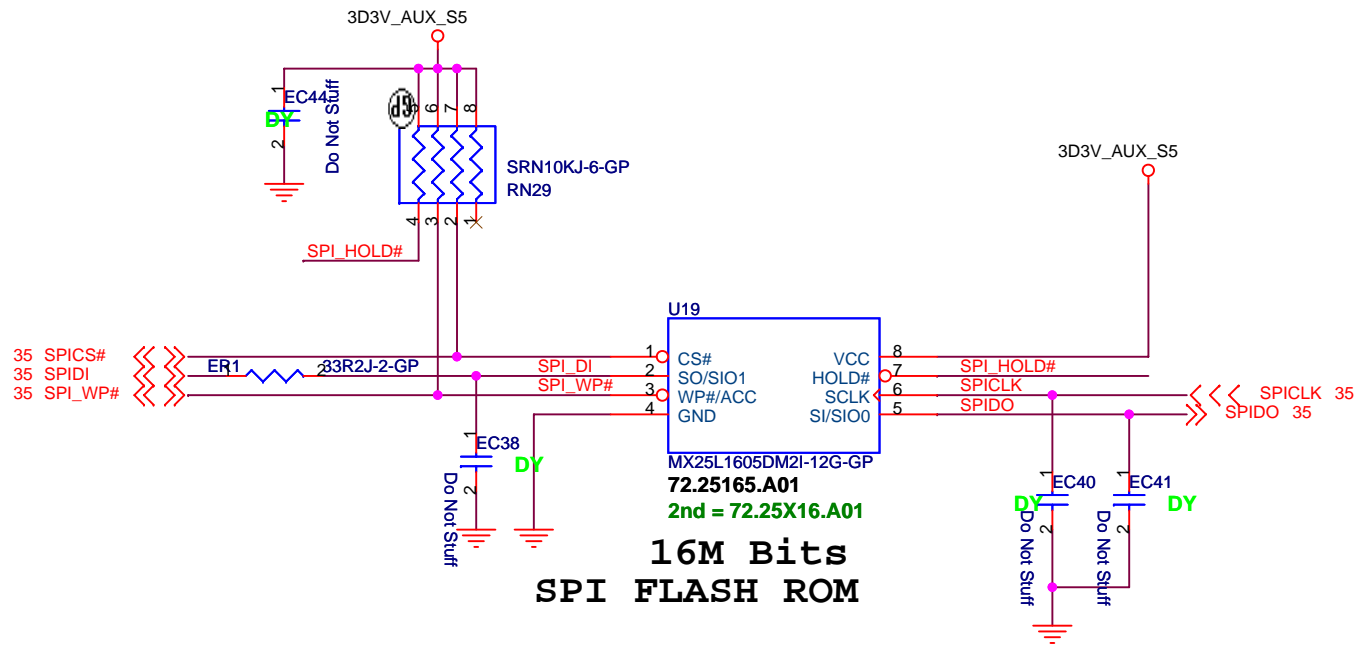 3D3V_AUX_S5
1
EC44
DY
2
Do Not Stuff
5 6 7 8
SRN10KJ-6-GP
RN29
4 3 2 1
SPI_HOLD#
3D3V_AUX_S5
U19
35 SPICS#
35 SPIDI
35 SPI_WP#
ER1
1
2
33R2J-2-GP
SPI_DI
SPI_WP#
1 CS#
2 SO/SIO1
3 WP#/ACC
4 GND
VCC 8
HOLD# 7
SCLK 6
SI/SIO0 5
SPI_HOLD#
SPICLK
SPIDO
SPICLK 35
SPIDO 35
1
EC38
DY
2
Do Not Stuff
MX25L1605DM2I-12G-GP
72.25165.A01
2nd = 72.25X16.A01
16M Bits
SPI FLASH ROM
1
EC40
DY
2
Do Not Stuff
1
EC41
DY
2
Do Not Stuff